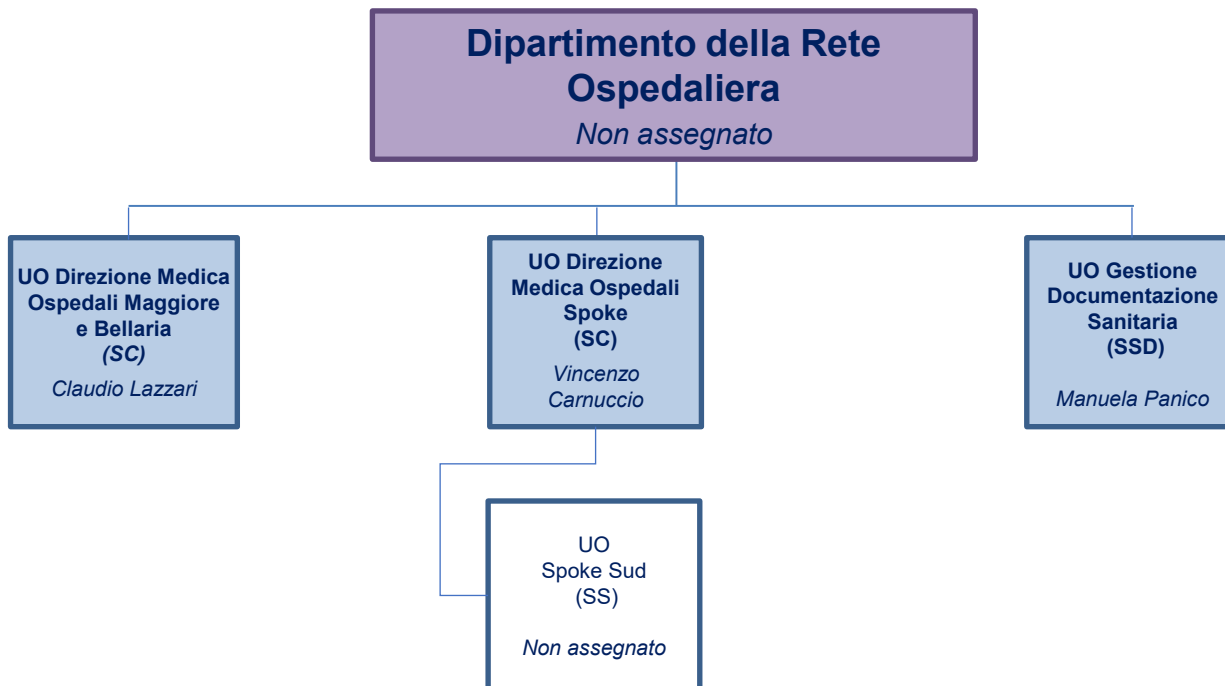 Dipartimento della Rete
Ospedaliera
Non assegnato
UO Direzione Medica
Ospedali Maggiore
e Bellaria
(SC)
Claudio Lazzari
UO Direzione
Medica Ospedali
Spoke
(SC)
Vincenzo
Carnuccio
UO Gestione
Documentazione
Sanitaria
(SSD)
Manuela Panico
UO
Spoke Sud
(SS)
Non assegnato